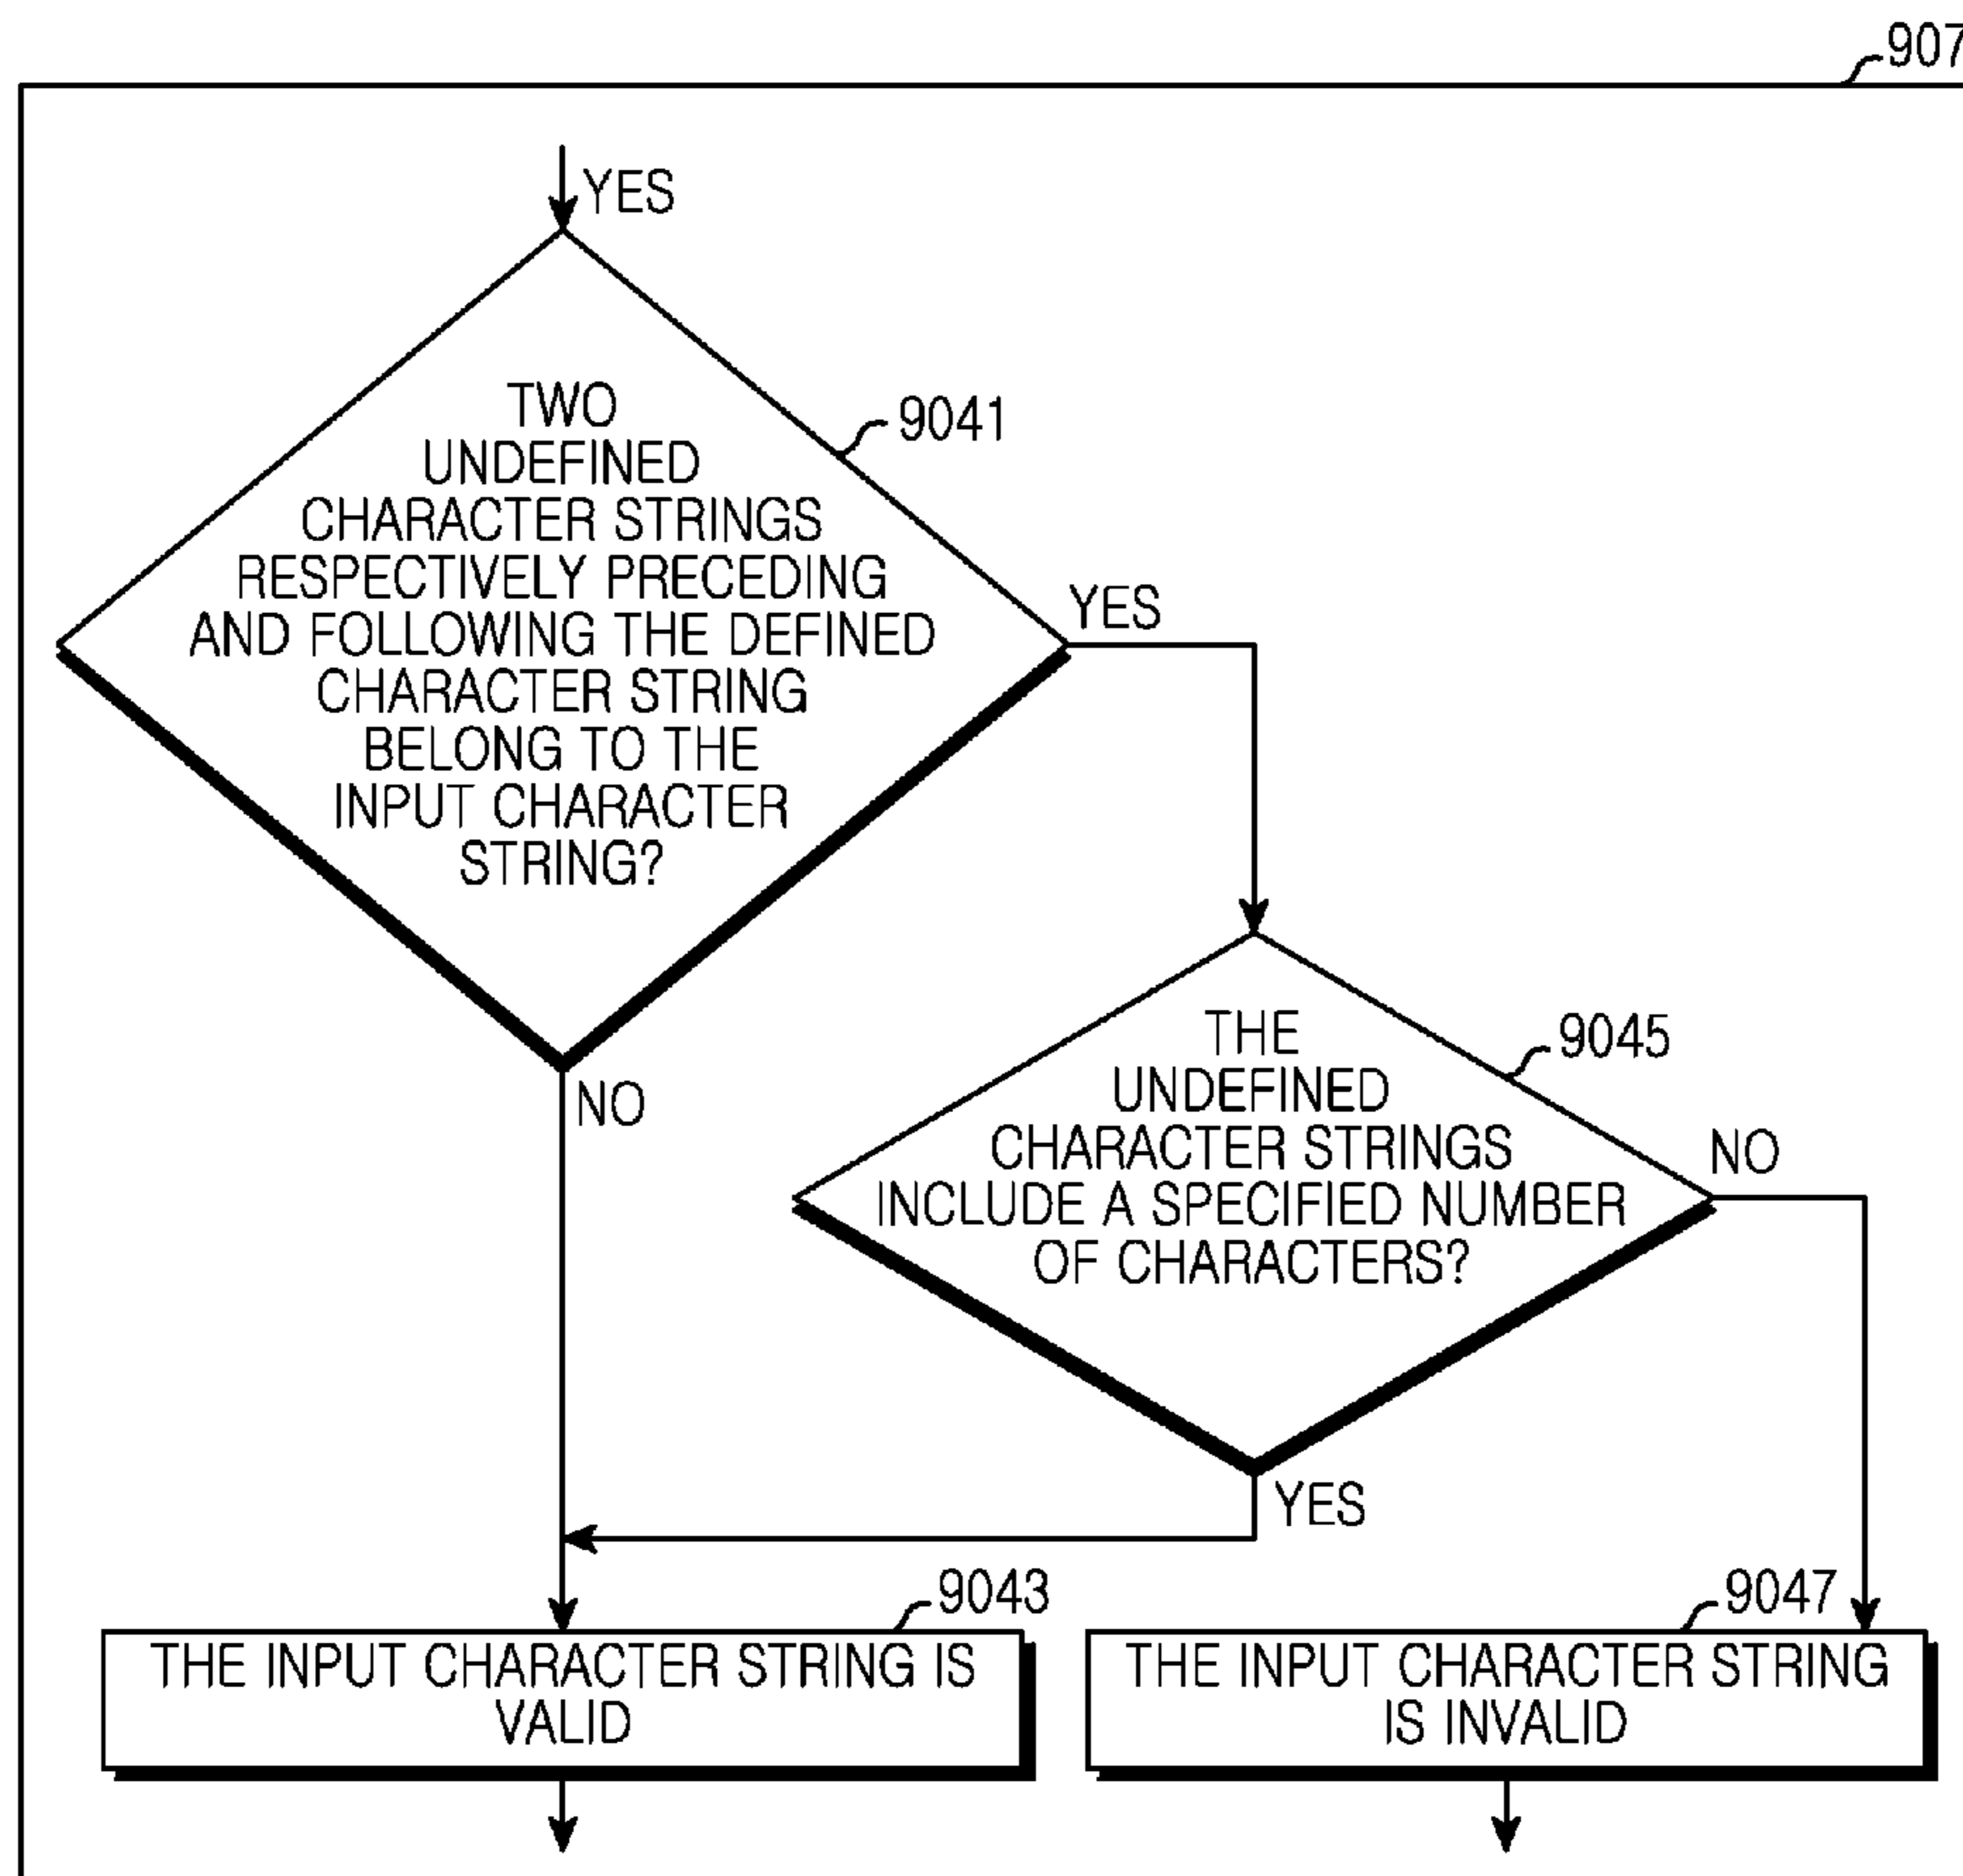 907
YES
TWO
UNDEFINED
CHARACTER STRINGS
RESPECTIVELY PRECEDING
AND FOLLOWING THE DEFINED
CHARACTER STRING
BELONG TO THE
INPUT CHARACTER
STRING?
9041
YES
NO
THE
UNDEFINED
CHARACTER STRINGS
INCLUDE A SPECIFIED NUMBER
OF CHARACTERS?
9045
NO
YES
9043
THE INPUT CHARACTER STRING IS
VALID
9047
THE INPUT CHARACTER STRING
IS INVALID